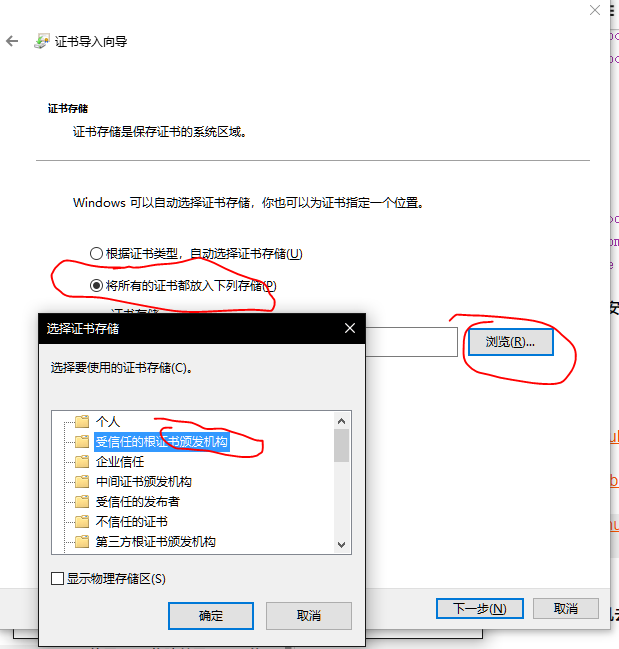 证书导入向导
证书存储
证书存储是保存证书的系统区域。
Windows 可以自动选择证书存储，你也可以为证书指定一个位置。
根据证书类型，自动选择证书存储(U)
将所有的证书都放入下列存储(P)
证书存储
浏览(R)...
选择证书存储
选择要使用的证书存储(C)。
个人
受信任的根证书颁发机构
企业信任
中间证书颁发机构
受信任的发布者
不信任的证书
第三方根证书颁发机构
显示物理存储区(S)
确定
取消
下一步(N)
取消